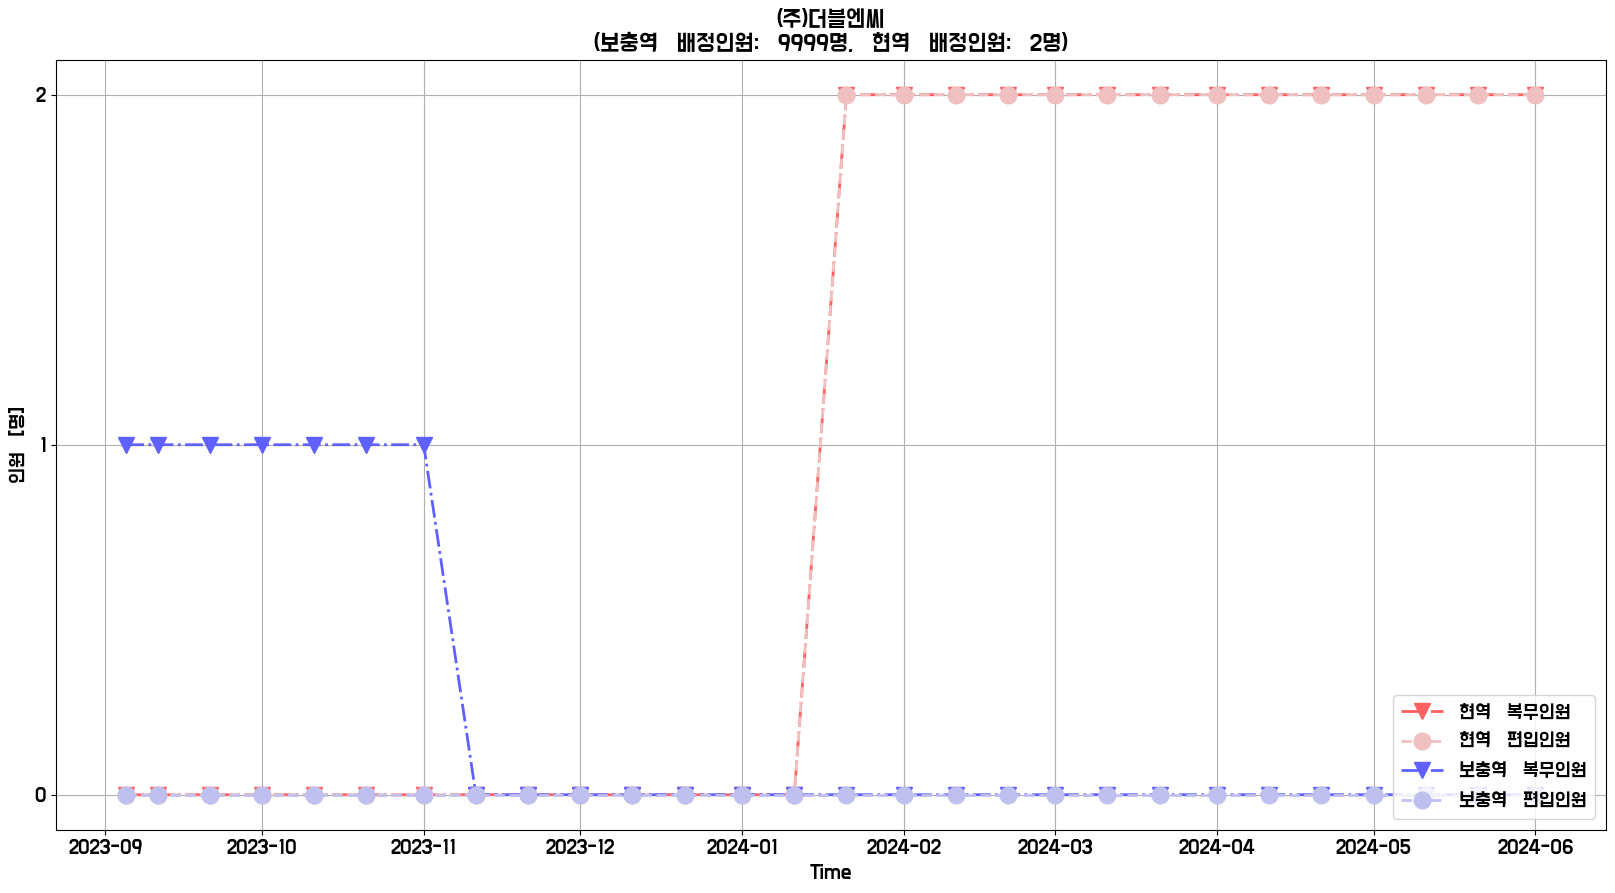 (주)더블엔씨
(보충역 배정인원: 9999명, 현역 배정인원: 2명)
인원 [명]
2
1
0
현역 복무인원
현역 편입인원
보충역 복무인원
보충역 편입인원
2023-09 2023-10 2023-11 2023-12 2024-01 2024-02 2024-03 2024-04 2024-05 2024-06
Time